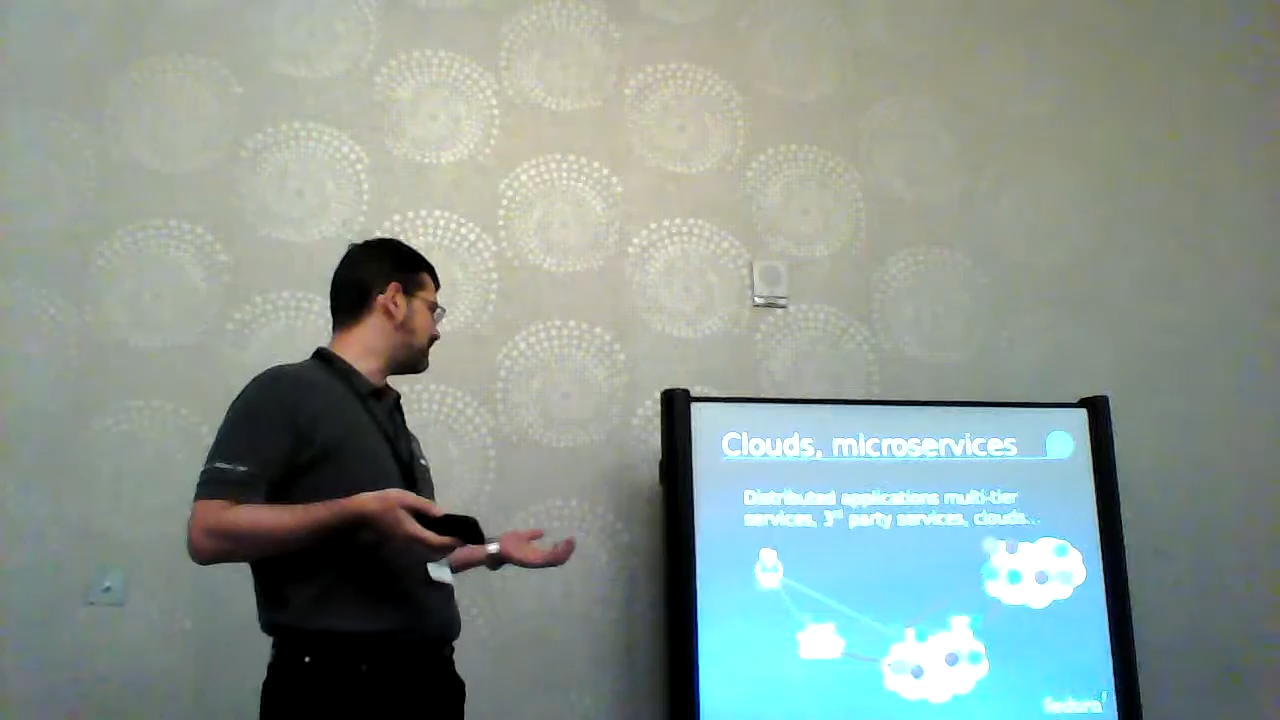 Clouds, microservices
Distributed applications multi-tier
services, 3rd party services, clouds...
fedora